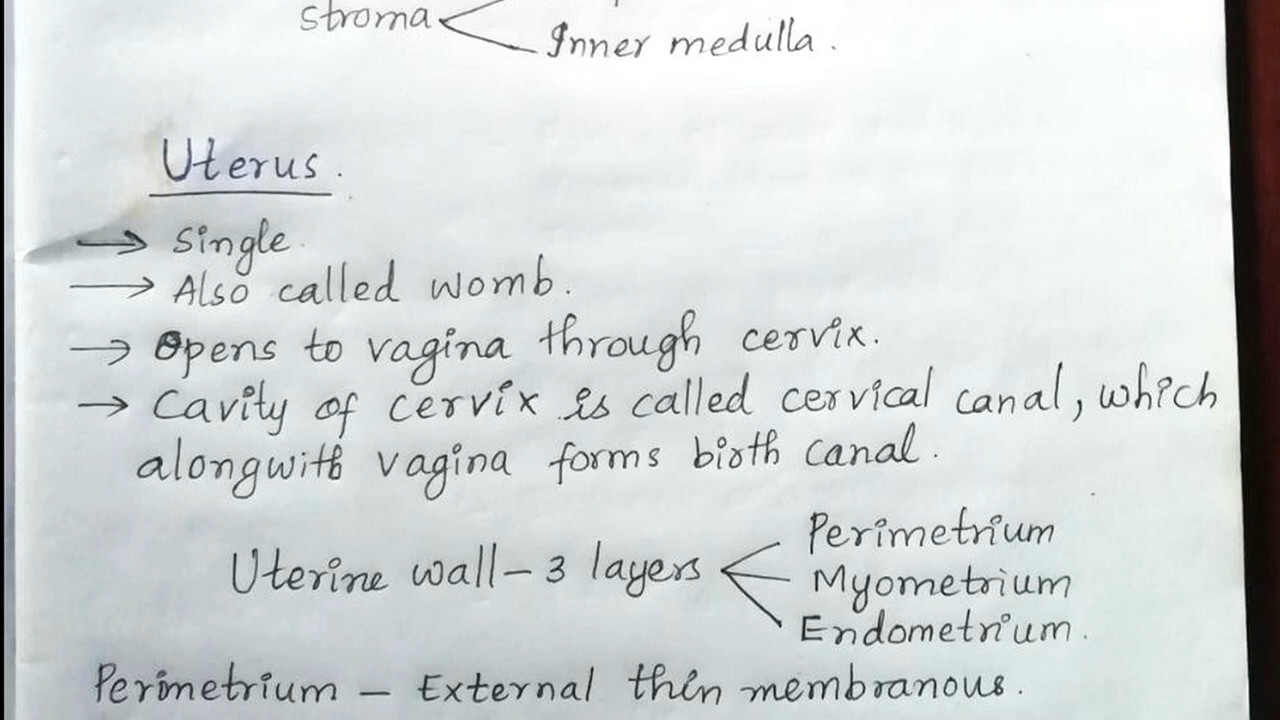 stroma
Inner medulla.
Uterus.
→ Single.
→ Also called womb.
→ Opens to vagina through cervix.
→ Cavity of cervix is called cervical canal, which
alongwith vagina forms birth canal.
Perimetrium
Uterine wall – 3 layers
Myometrium
Endometrium.
Perimetrium – External thin membranous.